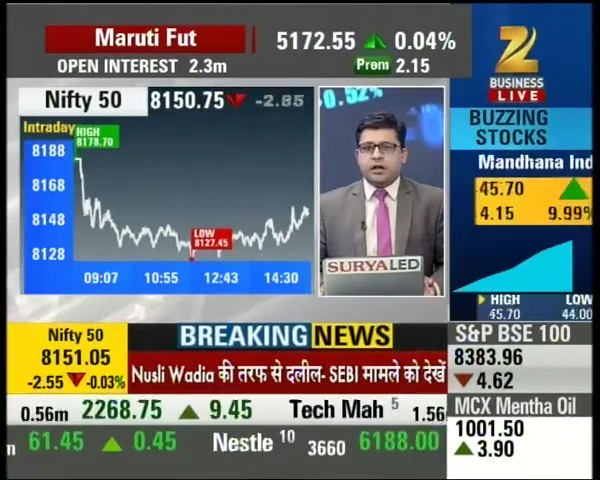 Maruti Fut
5172.55 0.04%
OPEN INTEREST 2.3m
Prem 2.15
Z
BUSINESS
LIVE
Nifty 50
8150.75 -2.85
0.52%
Intraday
HIGH
8178.70
8188
8168
8148
8128
LOW
8127.45
09:07 10:55 12:43 14:30
SURYA LED
BUZZING
STOCKS
Mandhana Ind
45.70
4.15 9.99%
HIGH LOW
45.70 44.00
Nifty 50
8151.05
-2.55 -0.03%
BREAKING NEWS
Nusli Wadia की तरफ से दलील- SEBI मामले को देखें
S&P BSE 100
8383.96
4.62
MCX Mentha Oil
1001.50
3.90
0.56m 2268.75 9.45 Tech Mah 5 1.56
m 61.45 0.45 Nestle 10 3660 6188.00